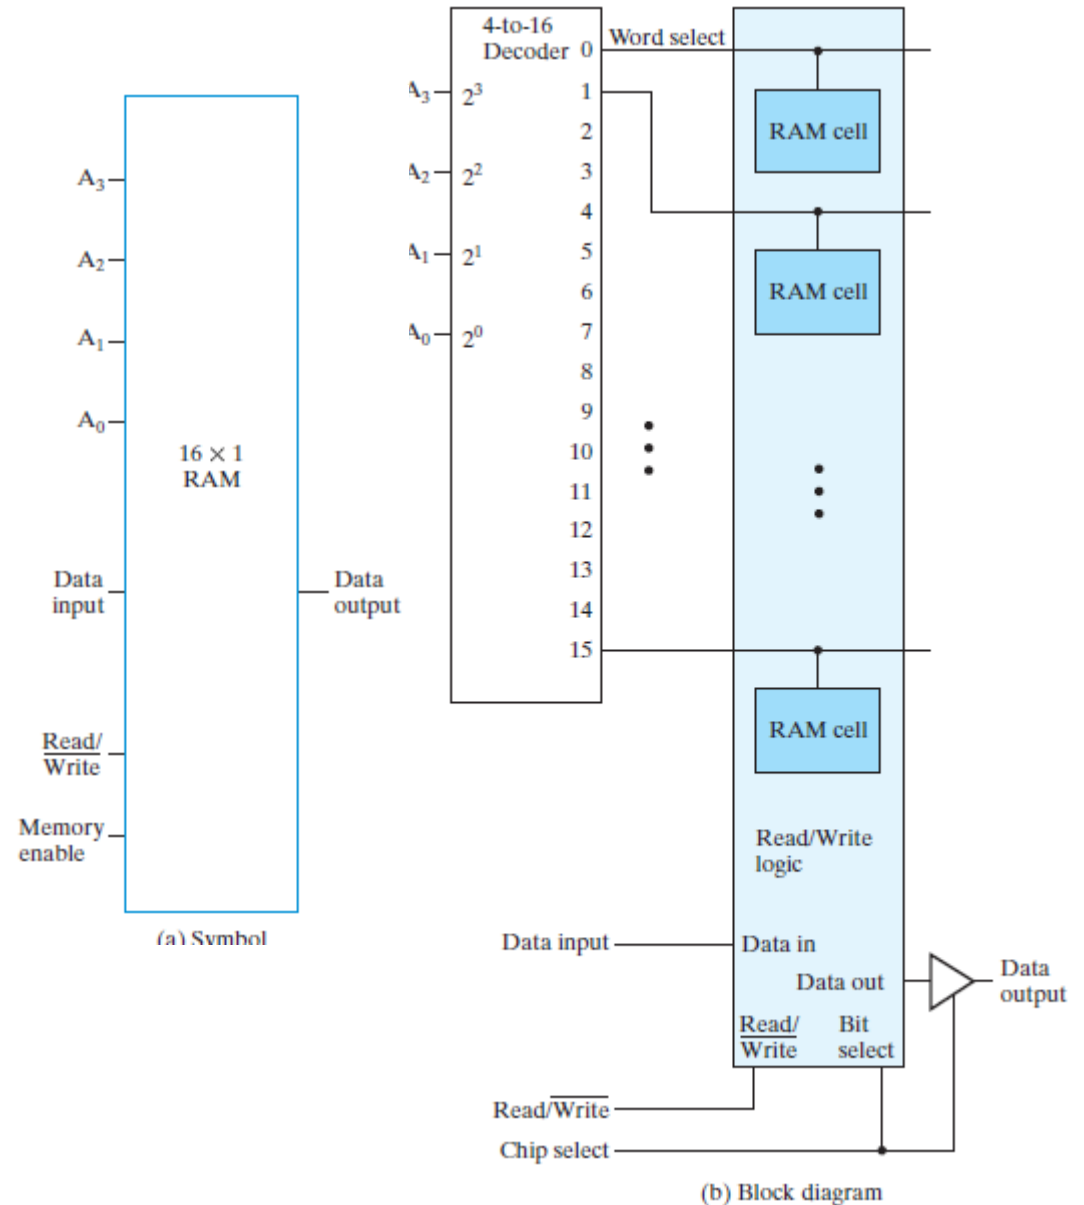 A3
A2
A1
A0
16 × 1
RAM
Data
input
Data
output
Read/
Write
Memory
enable
(a) Symbol
4-to-16
Decoder
A3
2³
A2
2²
A1
2¹
A0
2⁰
0
1
2
3
4
5
6
7
8
9
10
11
12
13
14
15
Word select
RAM cell
RAM cell
RAM cell
Read/Write
logic
Data input
Data in
Data out
Data
output
Read/
Write
Bit
select
Read/Write
Chip select
(b) Block diagram